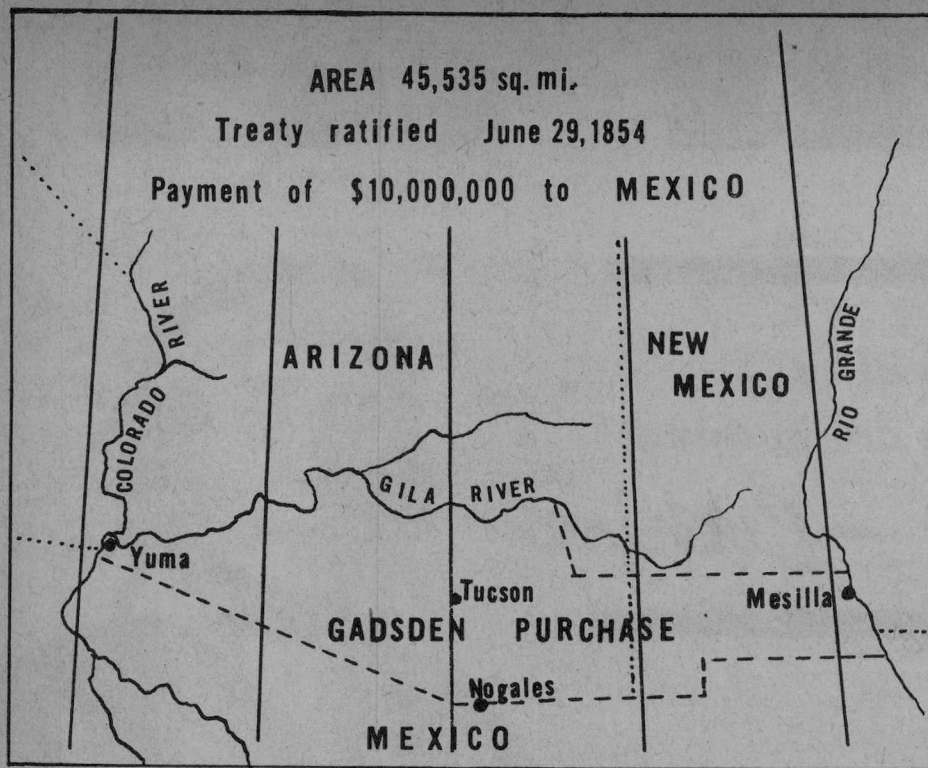 AREA 45,535 sq. mi.
Treaty ratified June 29, 1854
Payment of $10,000,000 to MEXICO
COLORADO RIVER
ARIZONA
NEW
MEXICO
RIO GRANDE
GILA RIVER
Yuma
Tucson
Mesilla
GADSDEN PURCHASE
Nogales
MEXICO